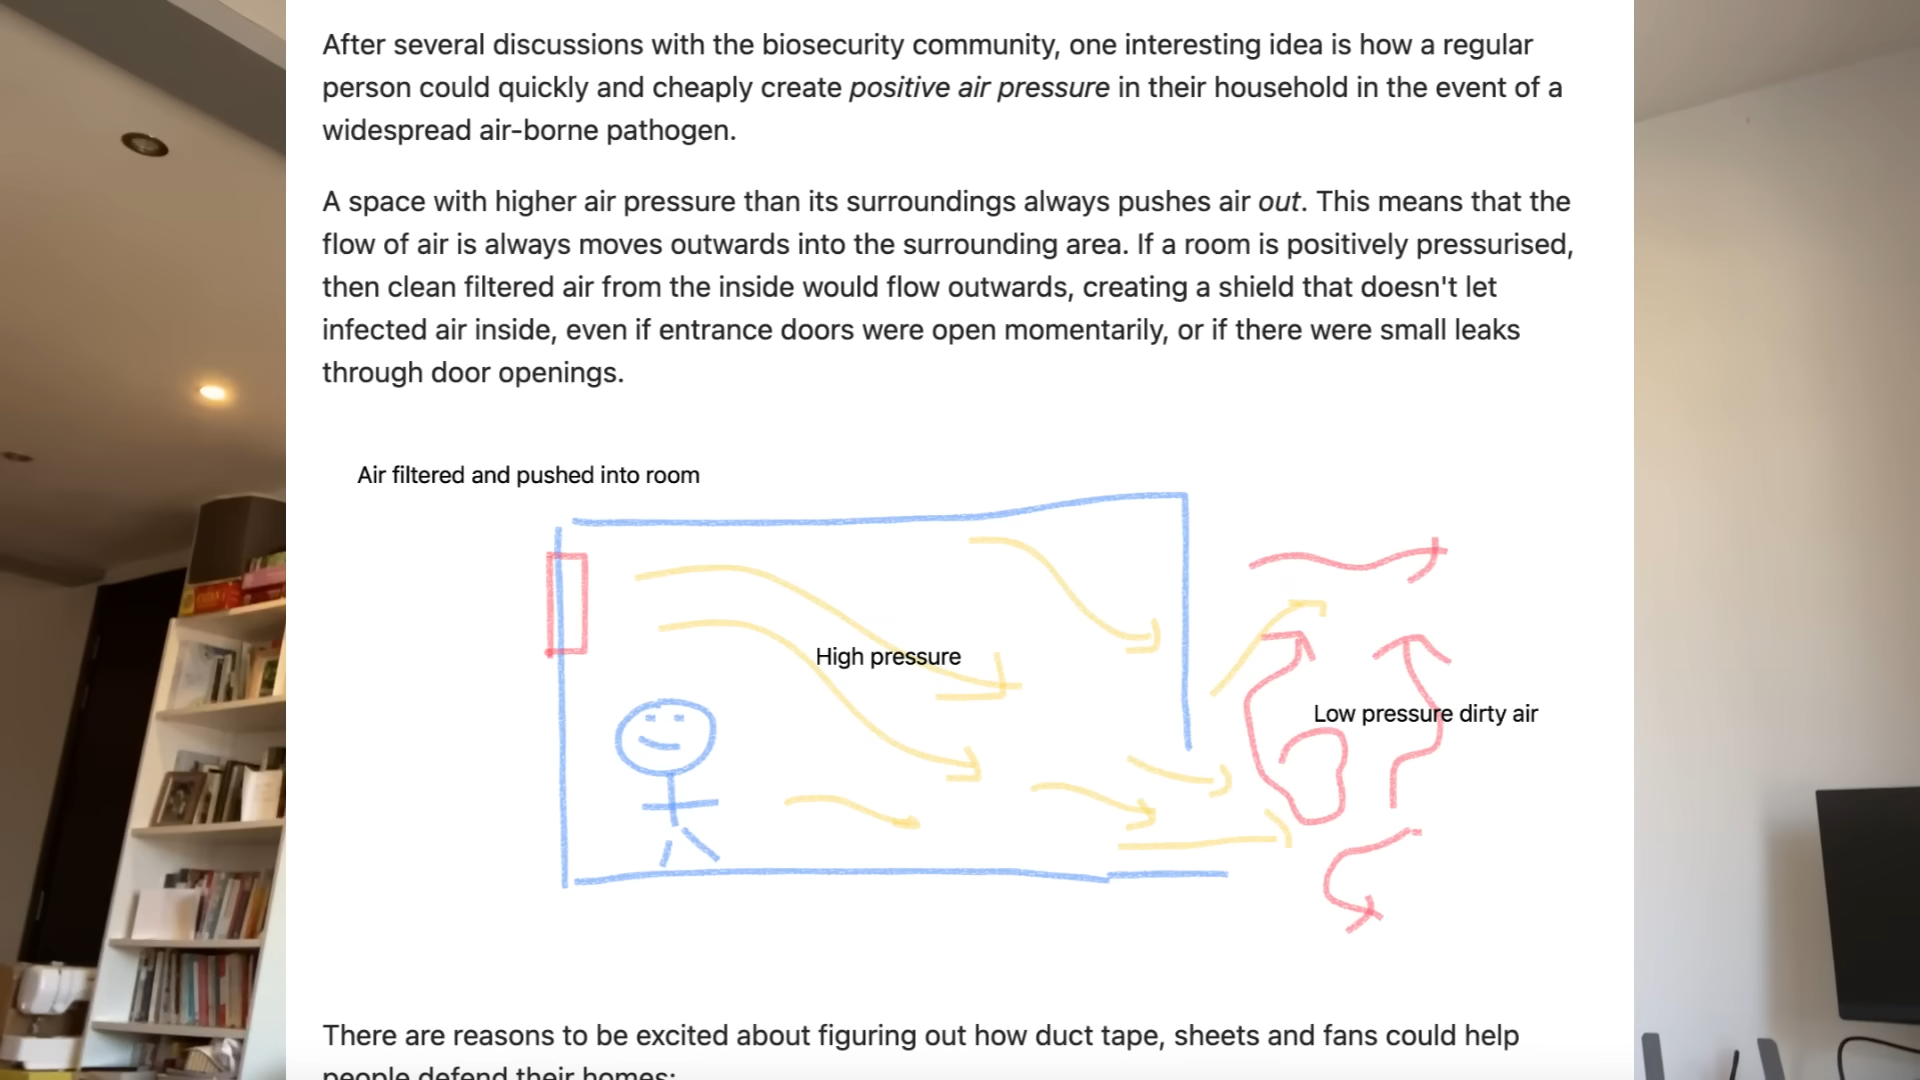 After several discussions with the biosecurity community, one interesting idea is how a regular
person could quickly and cheaply create positive air pressure in their household in the event of a
widespread air-borne pathogen.
A space with higher air pressure than its surroundings always pushes air out. This means that the
flow of air is always moves outwards into the surrounding area. If a room is positively pressurised,
then clean filtered air from the inside would flow outwards, creating a shield that doesn't let
infected air inside, even if entrance doors were open momentarily, or if there were small leaks
through door openings.
Air filtered and pushed into room
High pressure
Low pressure dirty air
There are reasons to be excited about figuring out how duct tape, sheets and fans could help
people defend their homes: